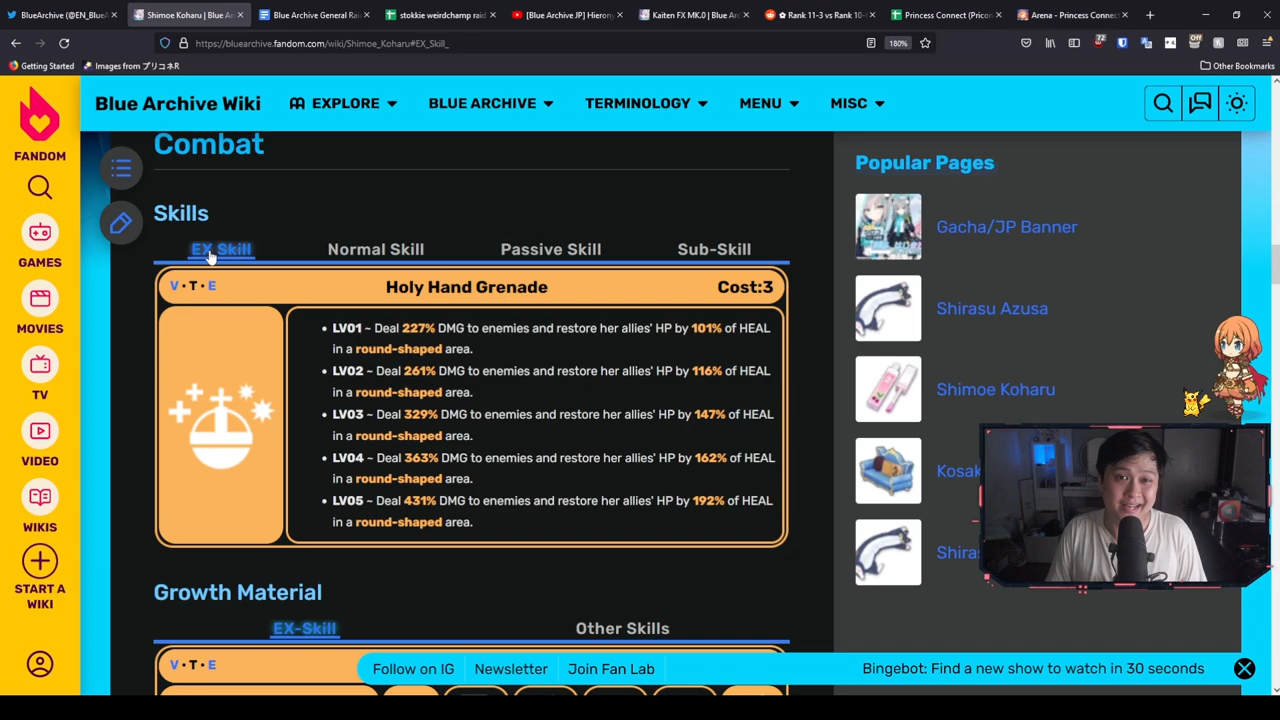 BlueArchive (@EN_BlueA
Shimoe Koharu | Blue Ar
BlueArchive General Raid
stokkie weirdchamp raid
[Blue Archive JP] Hierony
Kaiten FX MK.0 | Blue Ar
✿ Rank 11-3 vs Rank 10-
Princess Connect (Pricon
Arena - Princess Connect
https://bluearchive.fandom.com/wiki/Shimoe_Koharu#EX_Skill_
180%
72
Off
Getting Started
Images from プリコネR
Other Bookmarks
FANDOM
GAMES
MOVIES
TV
VIDEO
WIKIS
START A
WIKI
Blue Archive Wiki
EXPLORE
BLUE ARCHIVE
TERMINOLOGY
MENU
MISC
Combat
Skills
EX Skill
Normal Skill
Passive Skill
Sub-Skill
V • T • E
Holy Hand Grenade
Cost:3
• LV01 ~ Deal 227% DMG to enemies and restore her allies' HP by 101% of HEAL
in a round-shaped area.
• LV02 ~ Deal 261% DMG to enemies and restore her allies' HP by 116% of HEAL
in a round-shaped area.
• LV03 ~ Deal 329% DMG to enemies and restore her allies' HP by 147% of HEAL
in a round-shaped area.
• LV04 ~ Deal 363% DMG to enemies and restore her allies' HP by 162% of HEAL
in a round-shaped area.
• LV05 ~ Deal 431% DMG to enemies and restore her allies' HP by 192% of HEAL
in a round-shaped area.
Growth Material
EX-Skill
Other Skills
V • T • E
Popular Pages
Gacha/JP Banner
Shirasu Azusa
Shimoe Koharu
Kosak
Shiras
Follow on IG
Newsletter
Join Fan Lab
Bingebot: Find a new show to watch in 30 seconds